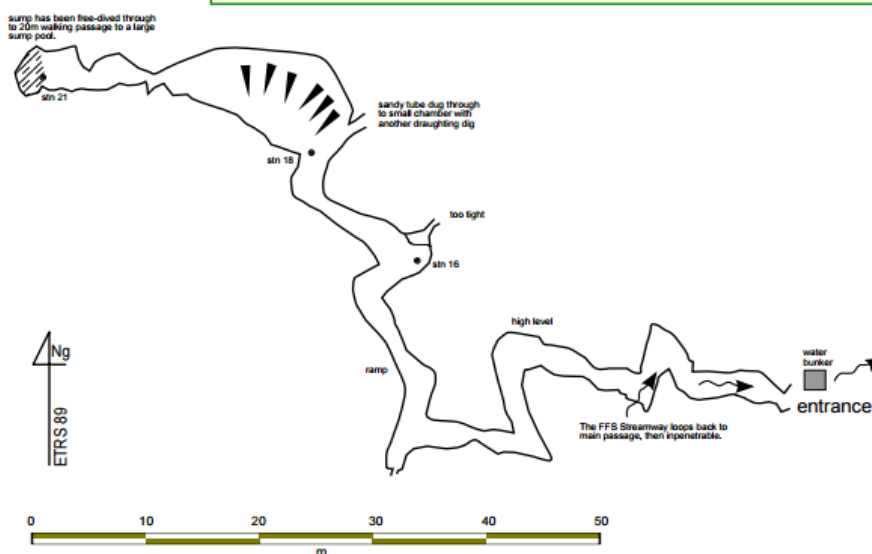 sump has been free-dived through
to 20m walking passage to a large
sump pool.
stn 21
sandy tube dug through
to small chamber with
another draughting dig
stn 18
too tight
stn 16
high level
water
bunker
Ng
ramp
entrance
ETRS 89
The FFS Streamway loops back to
main passage, then inpenetrable.
0 10 20 30 40 50
m